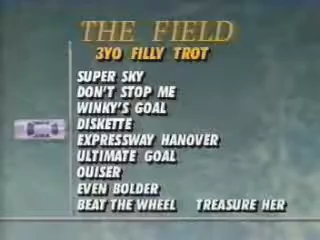 THE FIELD
3YO FILLY TROT
SUPER SKY
DON'T STOP ME
WINKY'S GOAL
DISKETTE
EXPRESSWAY HANOVER
ULTIMATE GOAL
OUISER
EVEN BOLDER
BEAT THE WHEEL TREASURE HER